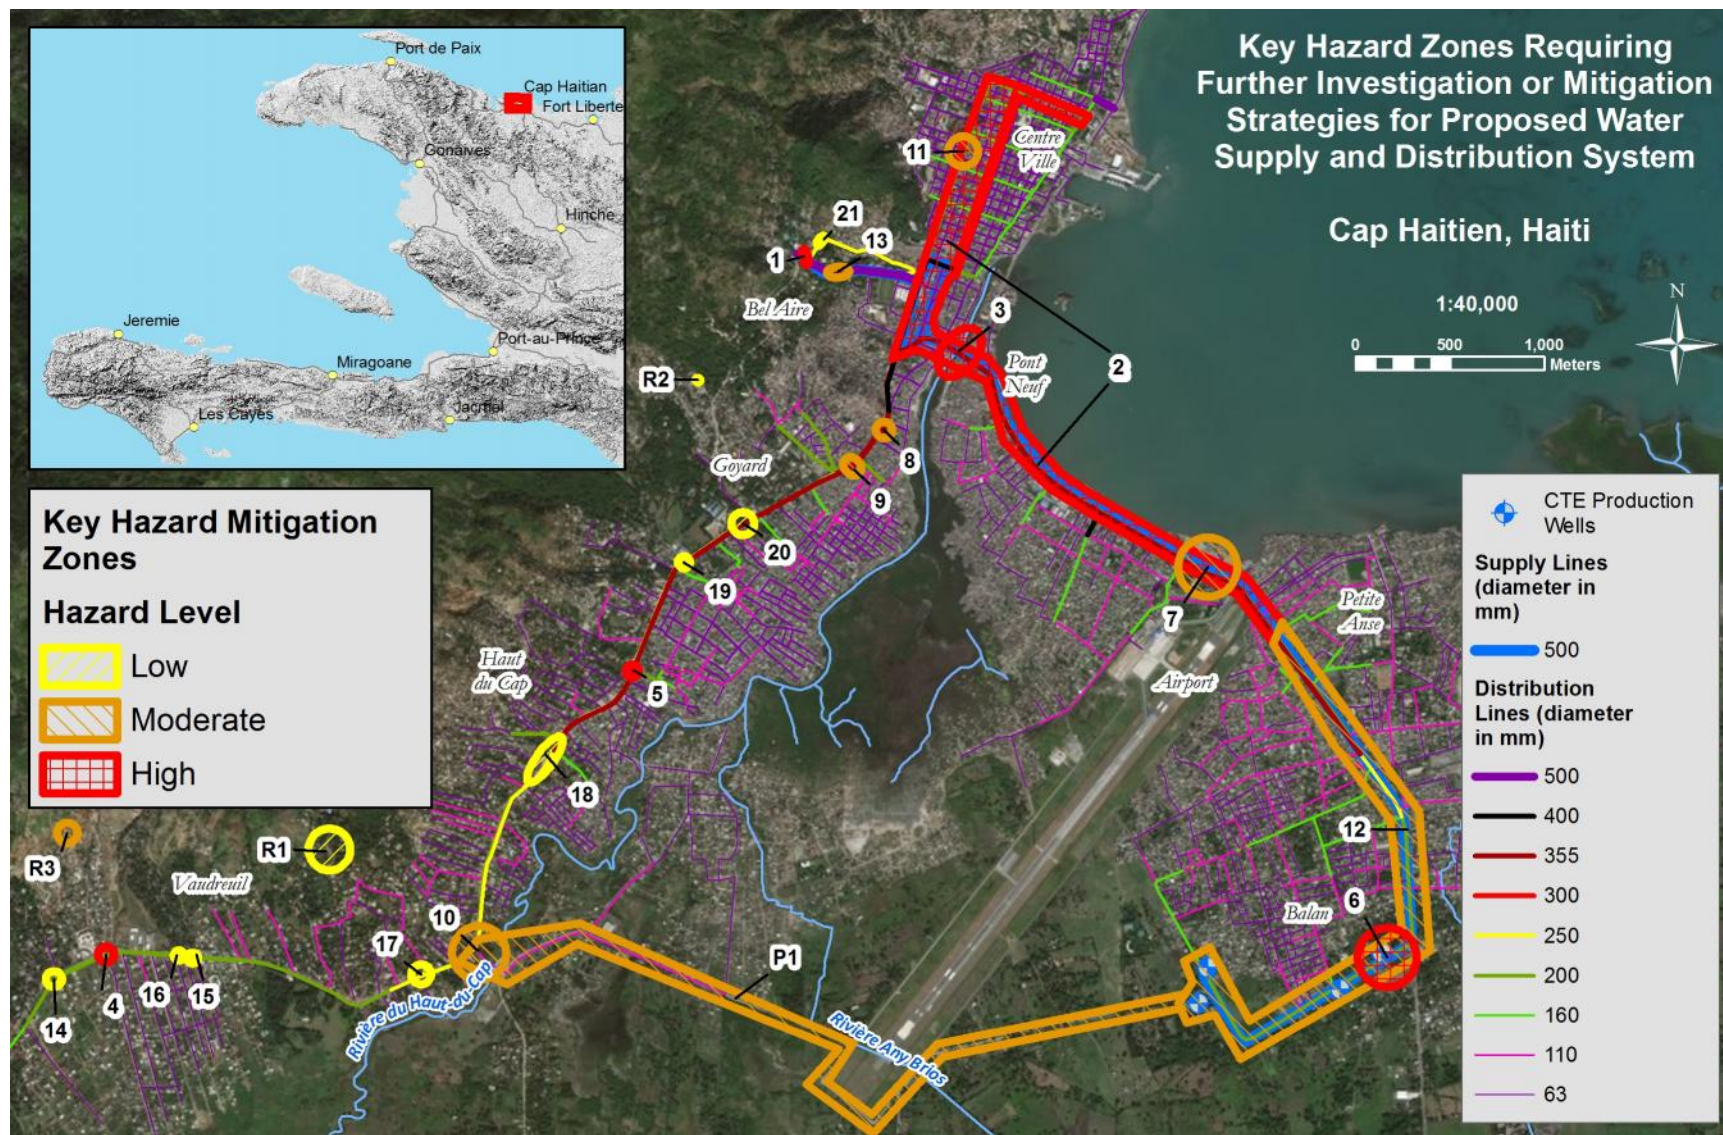 Key Hazard Zones Requiring
Further Investigation or Mitigation
Strategies for Proposed Water
Supply and Distribution System
Cap Haitien, Haiti
1:40,000
N
0 500 1,000
Meters
Port de Paix
Cap Haitian
Fort Liberte
Gonaives
Hinche
Jeremie
Port-au-Prince
Miragoane
Les Cayes
Jacmel
Key Hazard Mitigation
Zones
Hazard Level
Low
Moderate
High
CTE Production
Wells
Supply Lines
(diameter in
mm)
500
Distribution
Lines (diameter
in mm)
500
400
355
300
250
200
160
110
63
Centre
Ville
11
21
13
1
Bel Aire
3
Pont
Neuf
2
R2
8
Goyard
9
20
19
7
Petite
Anse
Haut
du Cap
5
Airport
18
12
R1
R3
Vaudreuil
10
17
Balan
6
P1
4
16
15
14
Rivière du Haut-du-Cap
Rivière Any Brios